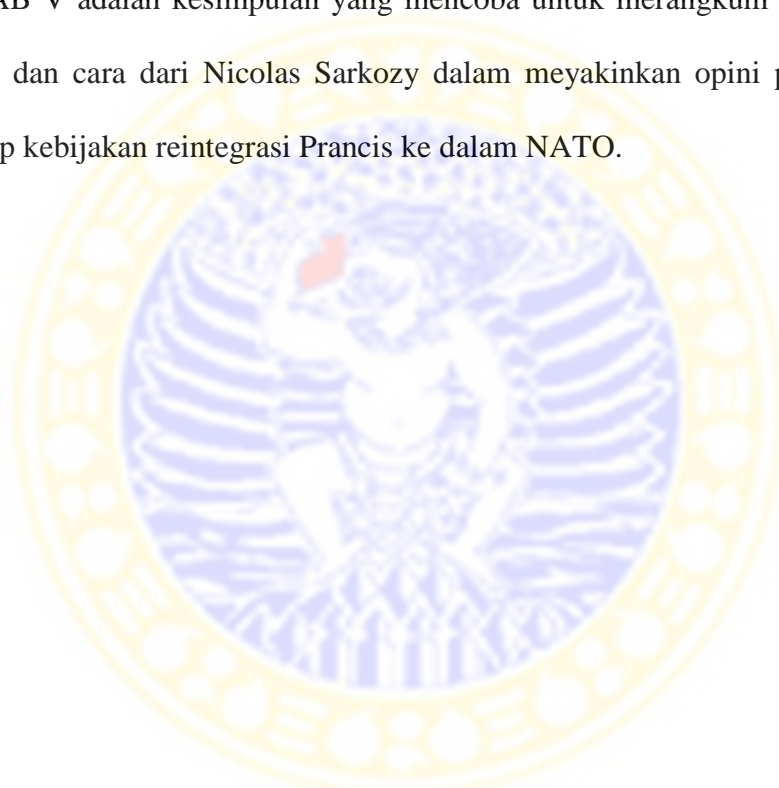 adalah kesimpulan yang mencoba untuk merangkum
dan cara dari Nicolas Sarkozy dalam meyakinkan opini p
p kebijakan reintegrasi Prancis ke dalam NATO.